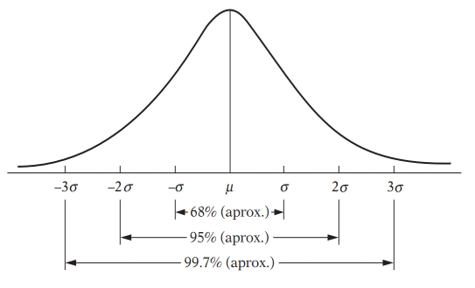 –3σ –2σ –σ μ σ 2σ 3σ
68% (aprox.)
95% (aprox.)
99.7% (aprox.)